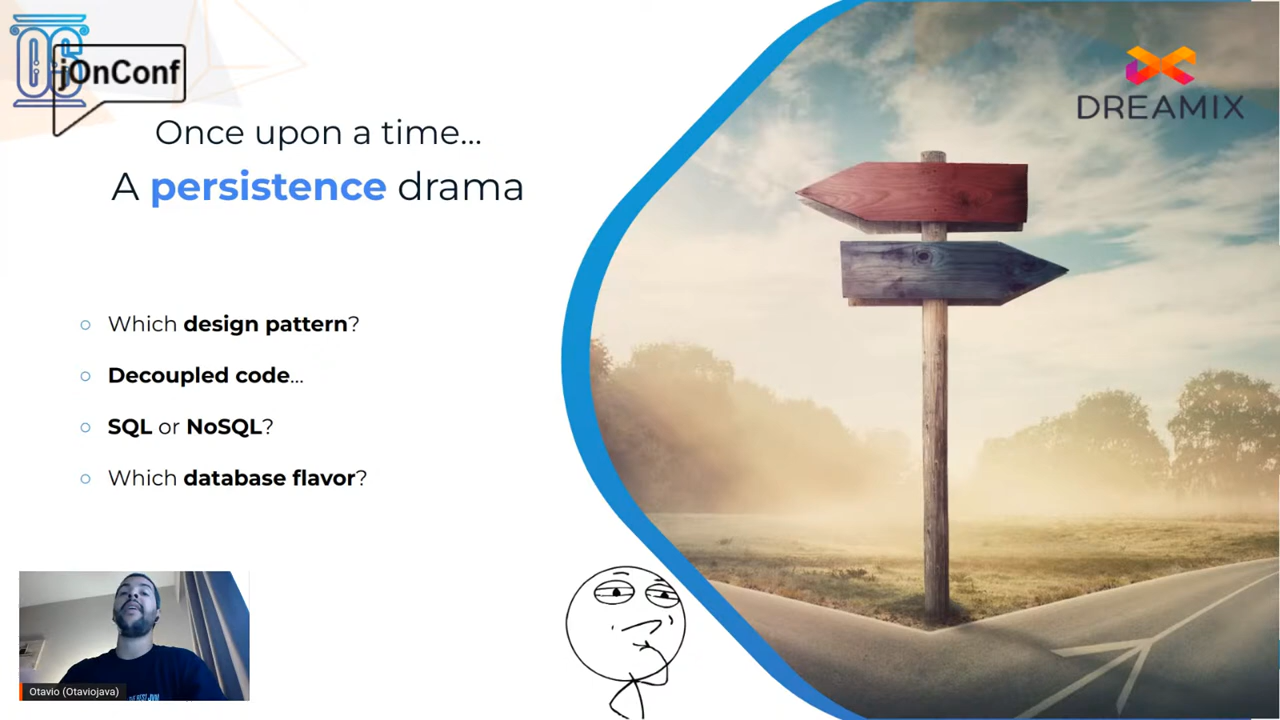 OS
jOnConf
DREAMIX
Once upon a time...
A persistence drama
Which design pattern?
Decoupled code...
SQL or NoSQL?
Which database flavor?
Otavio (Otaviojava)